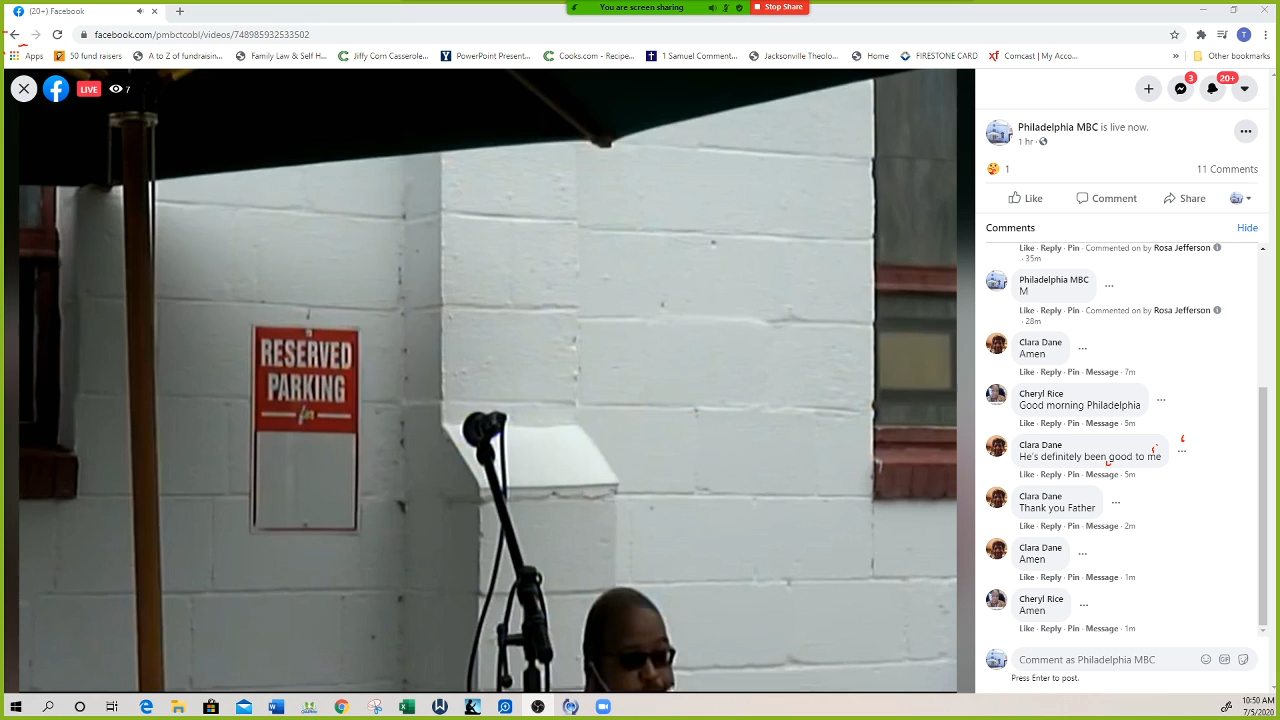 You are screen sharing
Stop Share
(20+) Facebook
facebook.com/pmbctcobl/videos/748985932533502
Apps 50 fund raisers A to Z of fundraisin... Family Law & Self H... Jiffy Corn Casserole... PowerPoint Present... Cooks.com - Recipe... 1 Samuel Comment... Jacksonville Theolo... Home FIRESTONE CARD Comcast | My Acco... » Other bookmarks
LIVE 7
3 20+
Philadelphia MBC is live now.
1 hr ·
1 11 Comments
Like Comment Share
Comments Hide
Like · Reply · Pin · Commented on by Rosa Jefferson
· 35m
Philadelphia MBC
M
Like · Reply · Pin · Commented on by Rosa Jefferson
· 28m
Clara Dane
Amen
Like · Reply · Pin · Message · 7m
Cheryl Rice
Good morning Philadelphia
Like · Reply · Pin · Message · 5m
Clara Dane
He's definitely been good to me
Like · Reply · Pin · Message · 5m
Clara Dane
Thank you Father
Like · Reply · Pin · Message · 2m
Clara Dane
Amen
Like · Reply · Pin · Message · 1m
Cheryl Rice
Amen
Like · Reply · Pin · Message · 1m
Comment as Philadelphia MBC
GIF
Press Enter to post.
RESERVED
PARKING
for
10:50 AM
7/5/2020